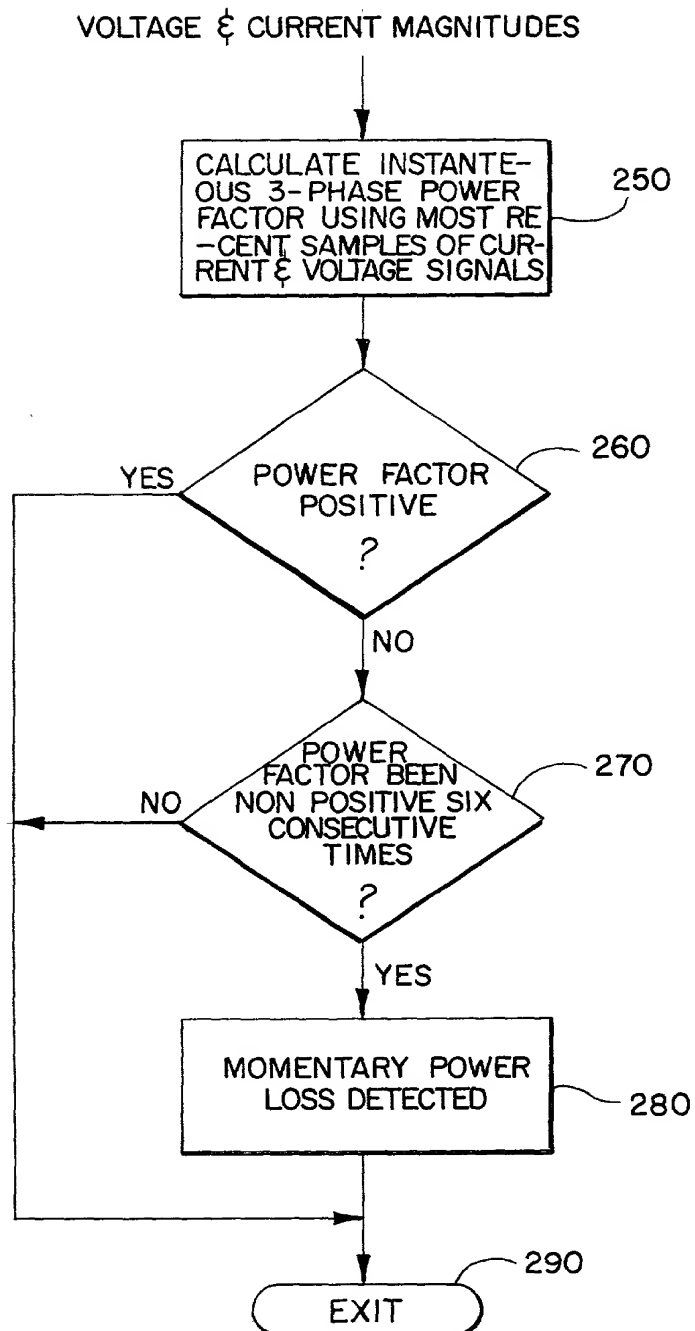 VOLTAGE & CURRENT MAGNITUDES
CALCULATE INSTANTE-
OUS 3-PHASE POWER
FACTOR USING MOST RE
-CENT SAMPLES OF CUR-
RENT & VOLTAGE SIGNALS
250
260
YES
POWER FACTOR
POSITIVE
?
NO
POWER
FACTOR BEEN
NON POSITIVE SIX
CONSECUTIVE
TIMES
?
270
NO
YES
MOMENTARY POWER
LOSS DETECTED
280
290
EXIT